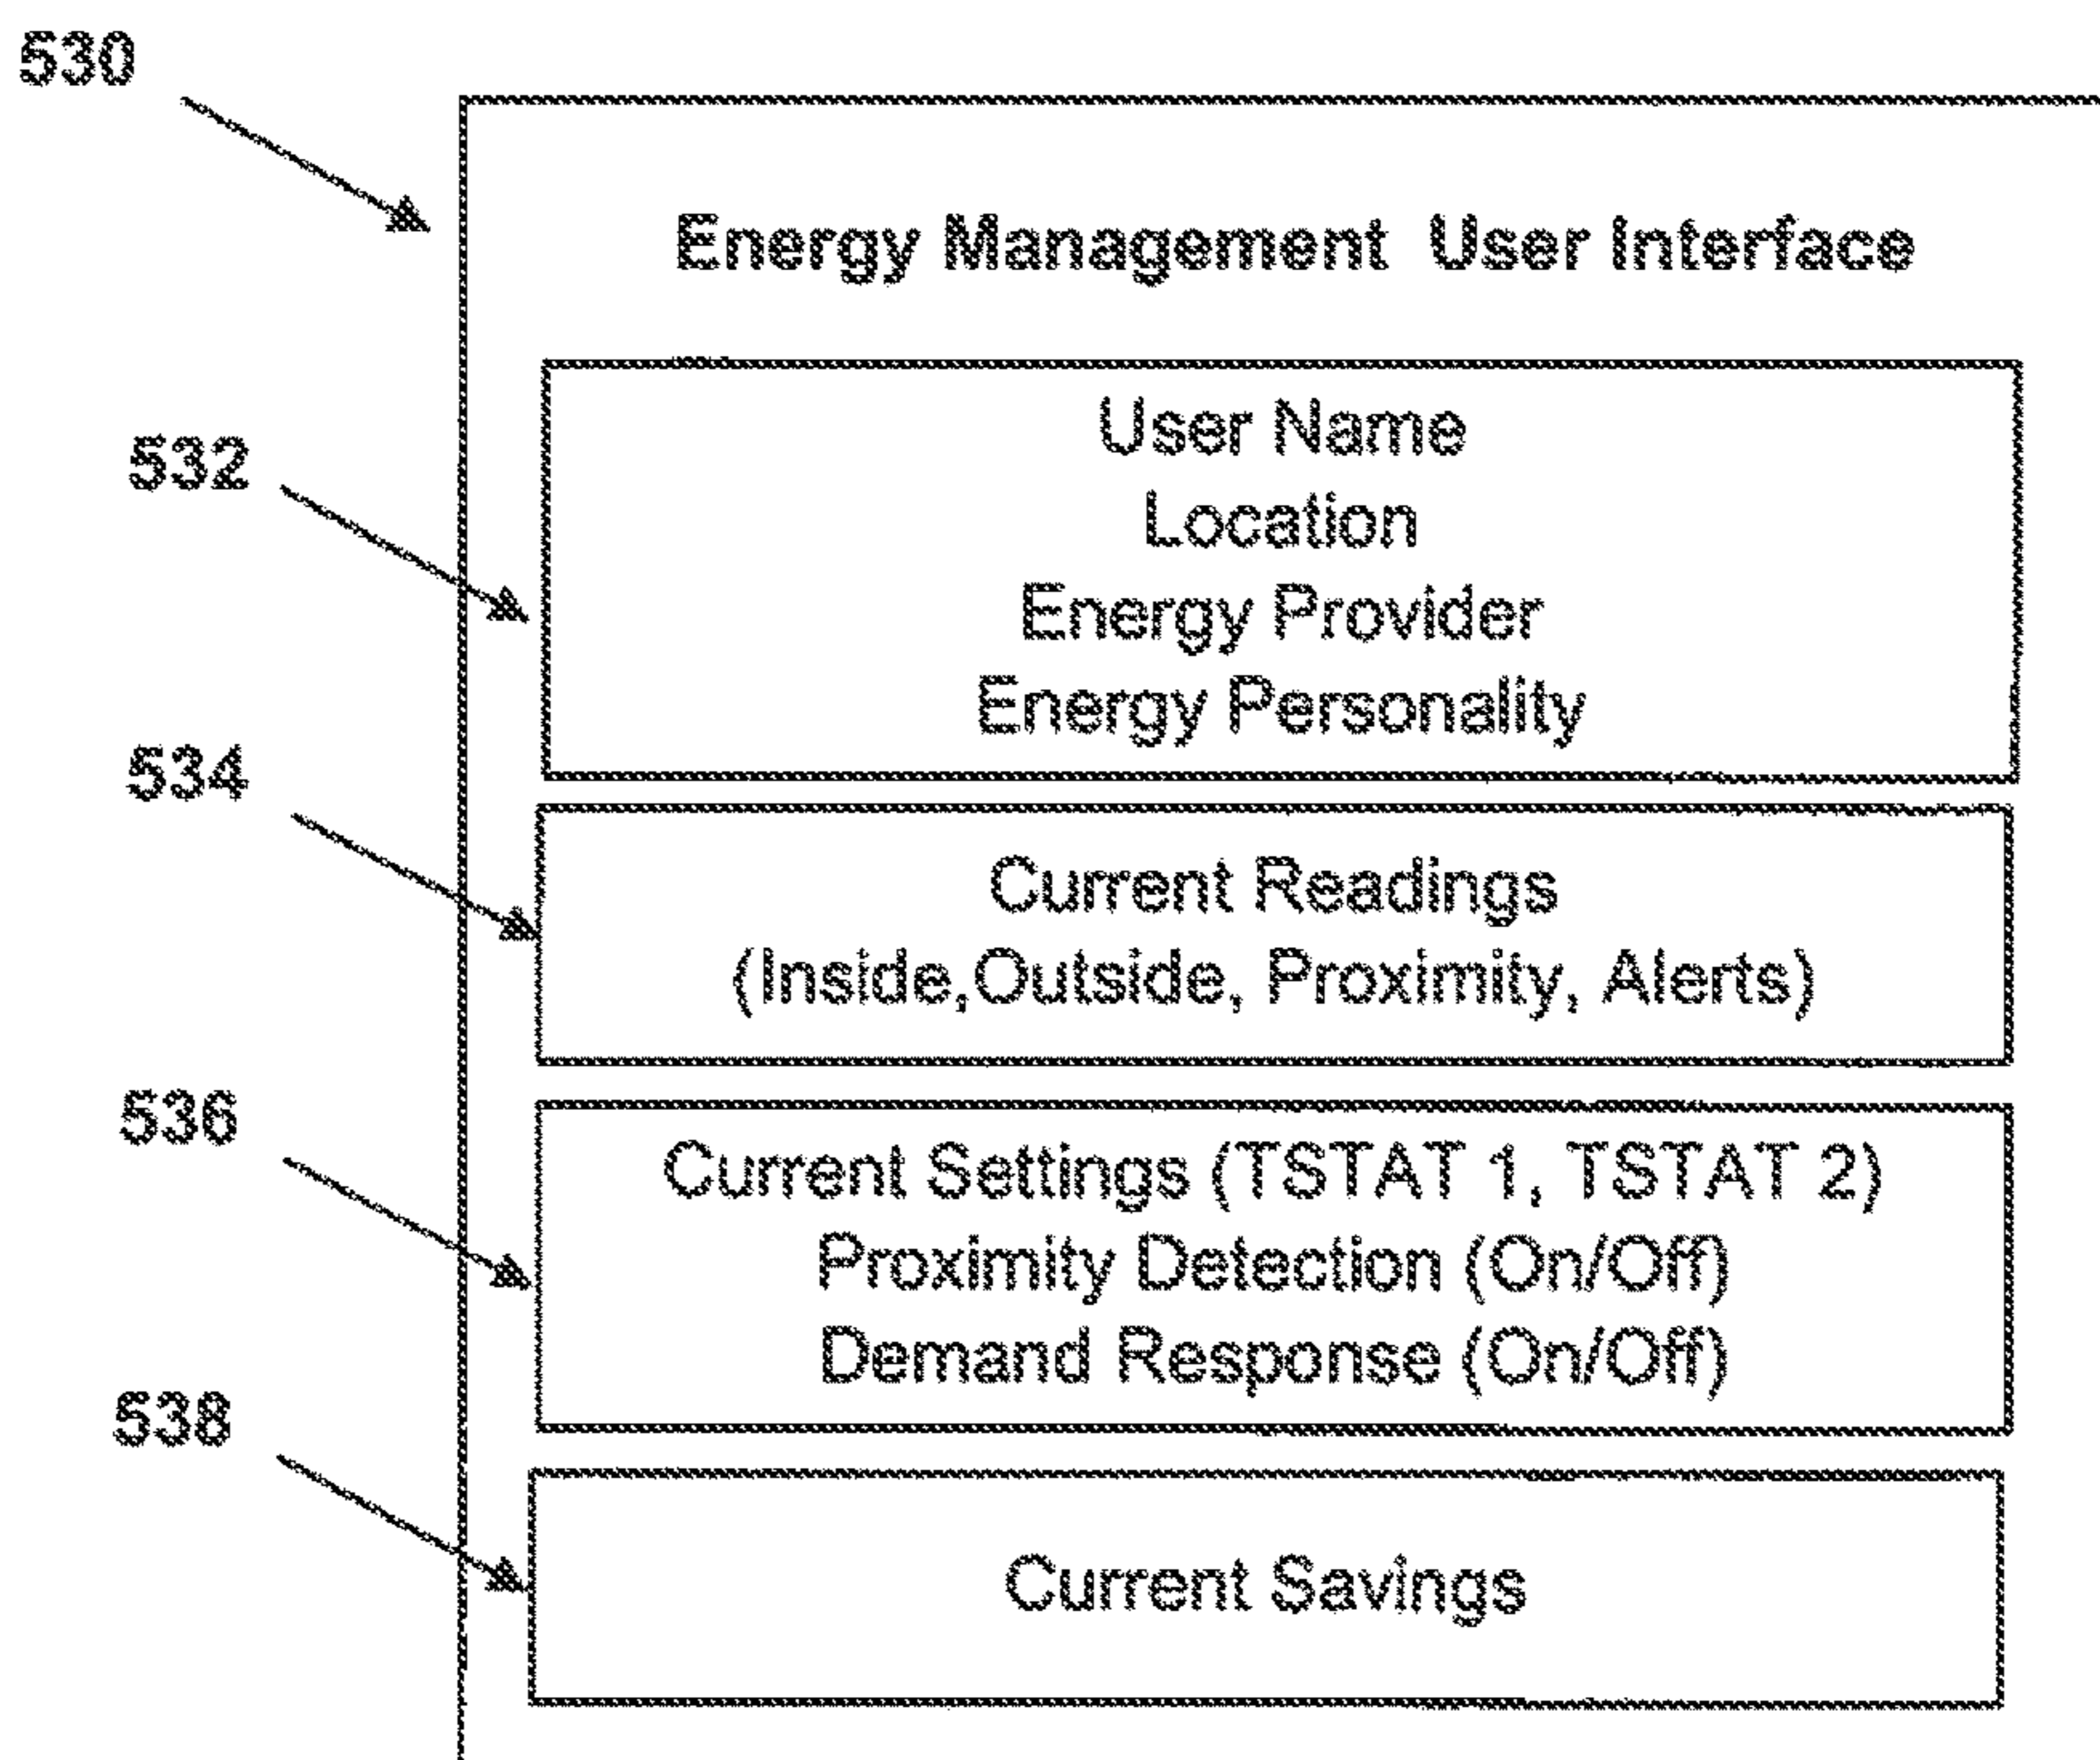 530
Energy Management User Interface
532
User Name
Location
Energy Provider
Energy Personality
534
Current Readings
(Inside,Outside, Proximity, Alerts)
536
Current Settings (TSTAT 1, TSTAT 2)
Proximity Detection (On/Off)
Demand Response (On/Off)
538
Current Savings